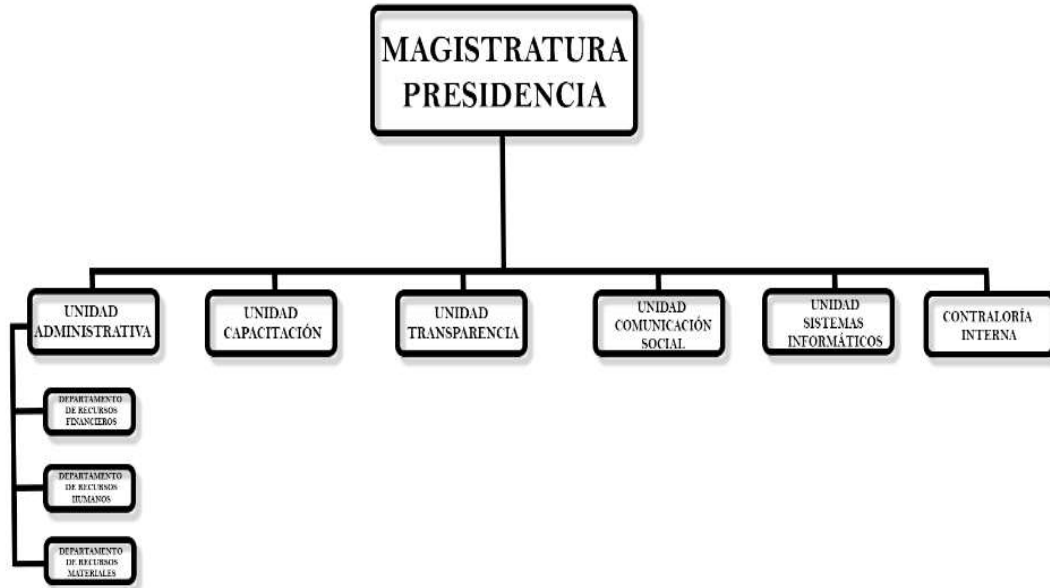 MAGISTRATURA
PRESIDENCIA
UNIDAD
ADMINISTRATIVA
UNIDAD
CAPACITACIÓN
UNIDAD
TRANSPARENCIA
UNIDAD
COMUNICACIÓN
SOCIAL
UNIDAD
SISTEMAS
INFORMÁTICOS
CONTRALORÍA
INTERNA
DEPARTAMENTO
DE RECURSOS
FINANCIEROS
DEPARTAMENTO
DE RECURSOS
HUMANOS
DEPARTAMENTO
DE RECURSOS
MATERIALES